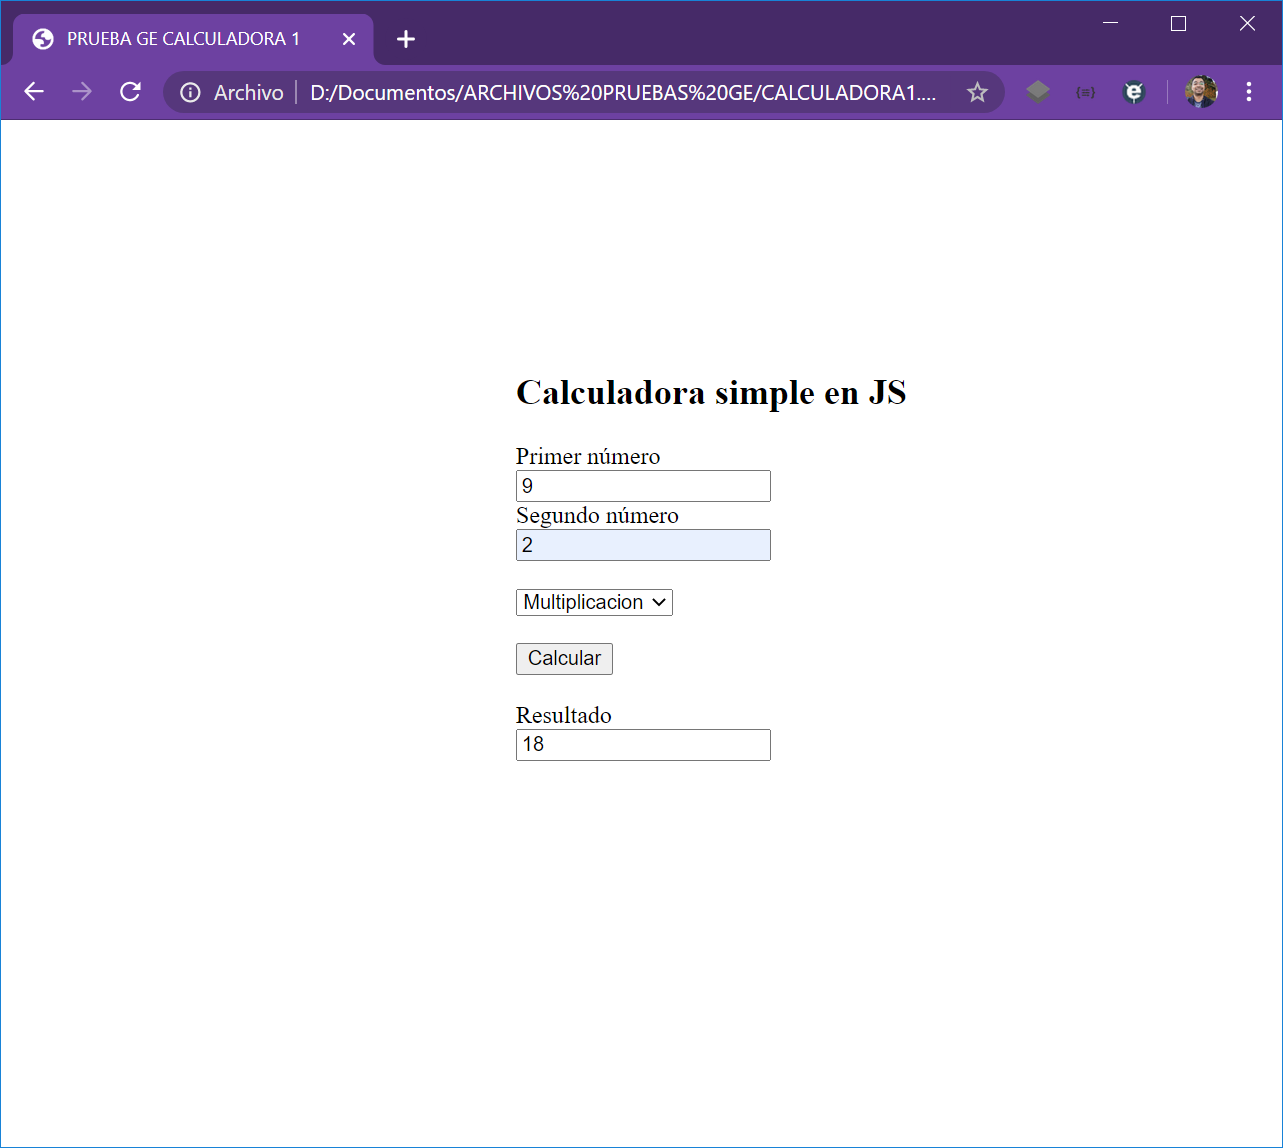 PRUEBA GE CALCULADORA 1
Archivo D:/Documentos/ARCHIVOS%20PRUEBAS%20GE/CALCULADORA1....
Calculadora simple en JS
Primer número
9
Segundo número
2
Multiplicacion
Calcular
Resultado
18